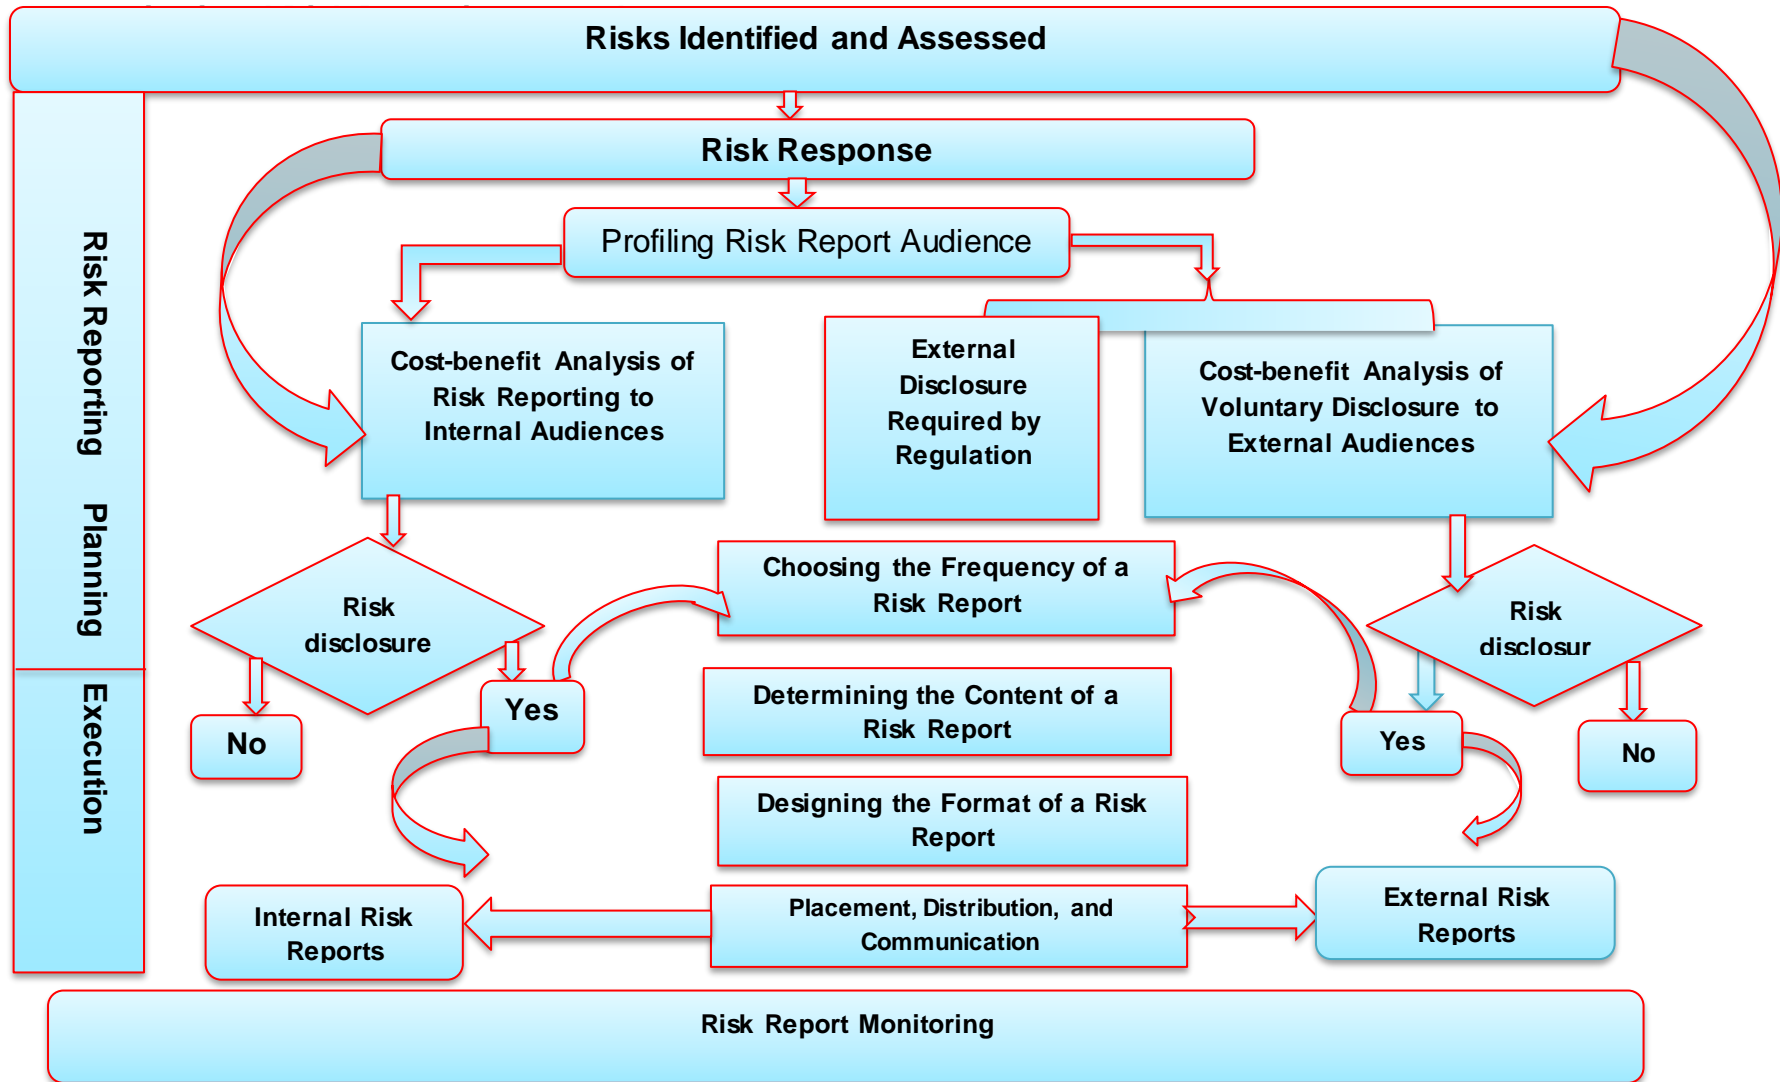 Risks Identified and Assessed
Risk Response
Profiling Risk Report Audience
Risk Reporting Planning
Execution
Cost-benefit Analysis of
Risk Reporting to
Internal Audiences
External
Disclosure
Required by
Regulation
Cost-benefit Analysis of
Voluntary Disclosure to
External Audiences
Risk
disclosure
Choosing the Frequency of a
Risk Report
Risk
disclosur
No
Yes
Determining the Content of a
Risk Report
Yes
No
Designing the Format of a Risk
Report
Internal Risk
Reports
Placement, Distribution, and
Communication
External Risk
Reports
Risk Report Monitoring